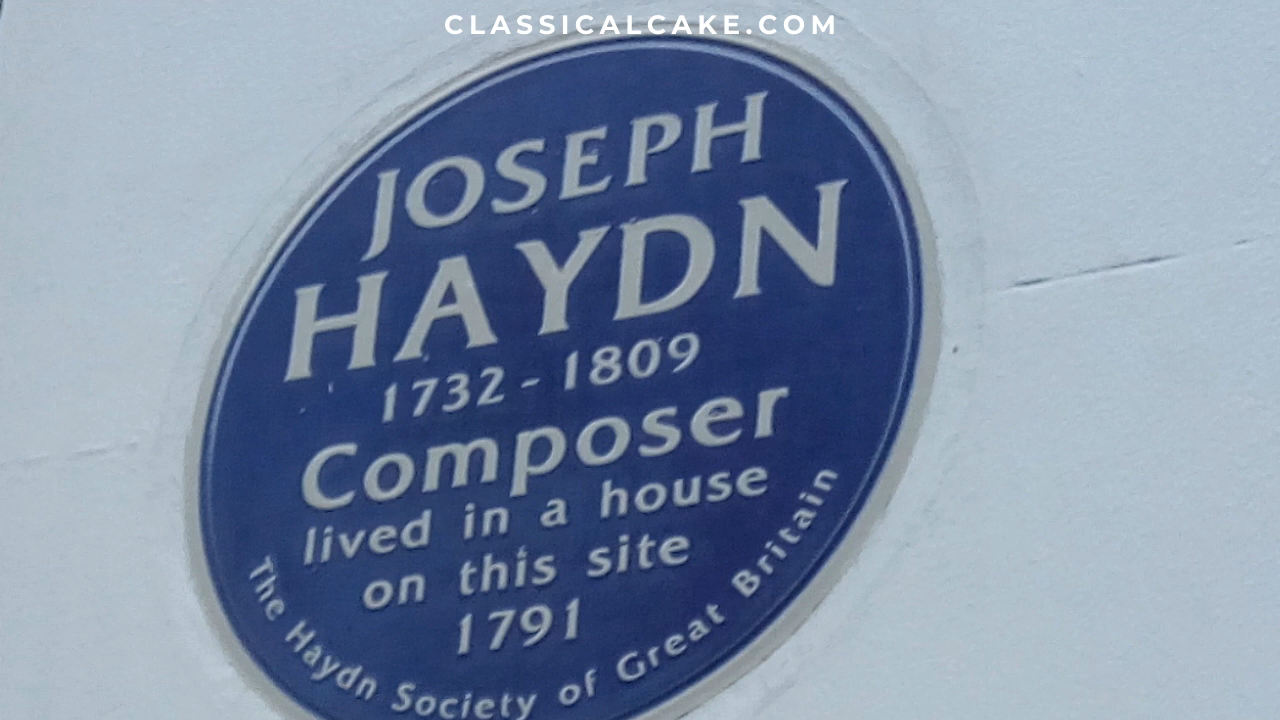 CLASSICALCAKE.COM
JOSEPH
HAYDN
1732 - 1809
Composer
lived in a house
on this site
1791
The Haydn Society of Great Britain